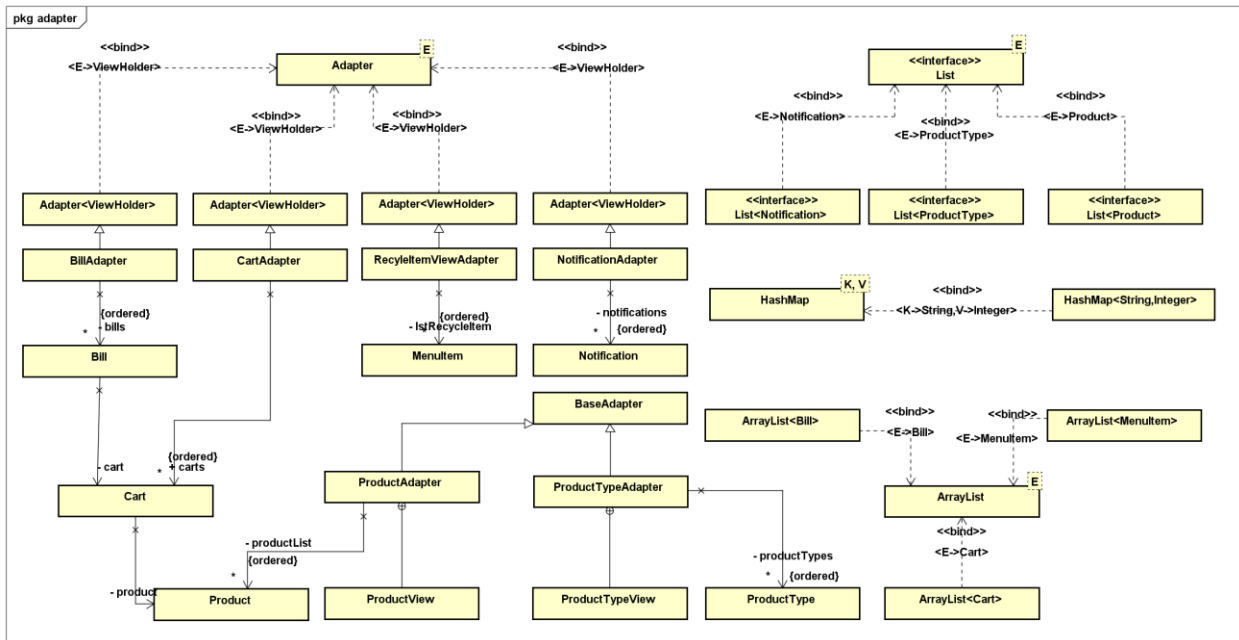 pkg adapter
<<bind>>
<E->ViewHolder>
Adapter
E
<<bind>>
<E->ViewHolder>
<<bind>>
<E->ViewHolder>
<<bind>>
<E->ViewHolder>
<<interface>>
List
E
<<bind>>
<E->Notification>
<<bind>>
<E->ProductType>
<<bind>>
<E->Product>
Adapter<ViewHolder>
Adapter<ViewHolder>
Adapter<ViewHolder>
Adapter<ViewHolder>
<<interface>>
List<Notification>
<<interface>>
List<ProductType>
<<interface>>
List<Product>
BillAdapter
CartAdapter
RecyleItemViewAdapter
NotificationAdapter
{ordered}
- bills
*
{ordered}
- lstRecycleItem
*
- notifications
* {ordered}
HashMap
K, V
<<bind>>
<K->String,V->Integer>
HashMap<String,Integer>
Bill
MenuItem
Notification
BaseAdapter
ArrayList<Bill>
<<bind>>
<E->Bill>
<<bind>>
<E->MenuItem>
ArrayList<MenuItem>
- cart
{ordered}
* + carts
Cart
ProductAdapter
ProductTypeAdapter
ArrayList
E
- productList
{ordered}
*
- productTypes
* {ordered}
<<bind>>
<E->Cart>
- product
Product
ProductView
ProductTypeView
ProductType
ArrayList<Cart>